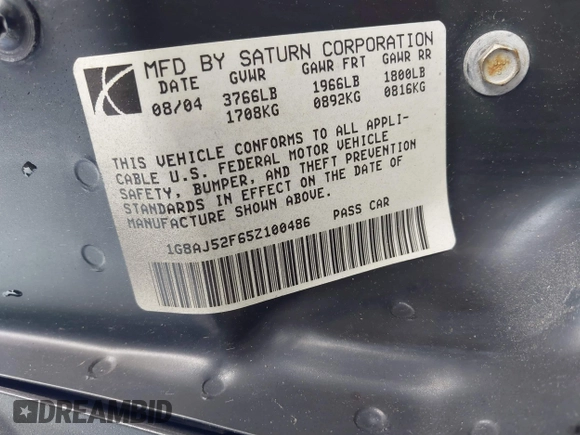 MFD BY SATURN CORPORATION
DATE GVWR GAWR FRT GAWR RR
08/04 3766LB 1966LB 1800LB
1708KG 0892KG 0816KG
THIS VEHICLE CONFORMS TO ALL APPLI-
CABLE U.S. FEDERAL MOTOR VEHICLE
SAFETY, BUMPER, AND THEFT PREVENTION
STANDARDS IN EFFECT ON THE DATE OF
MANUFACTURE SHOWN ABOVE.
1G8AJ52F65Z100486 PASS CAR
DREAMBID